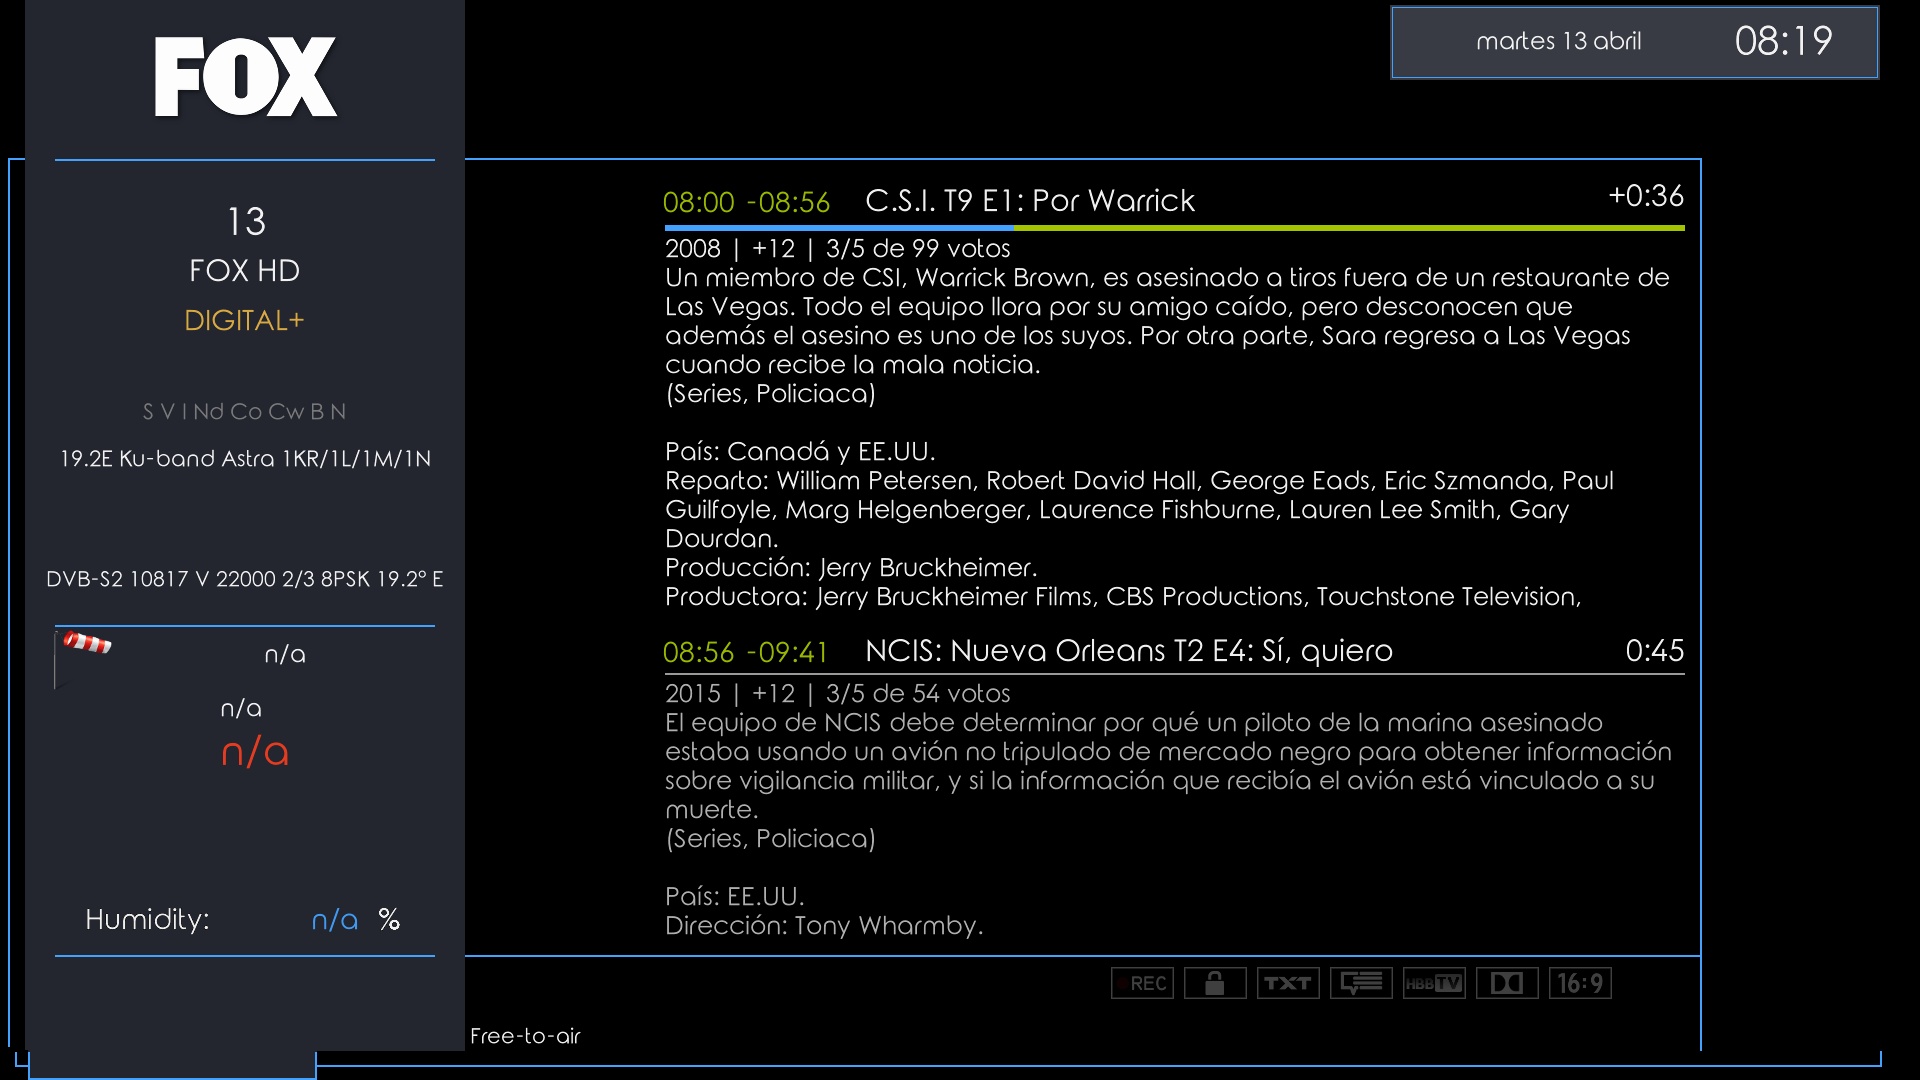 FOX
martes 13 abril 08:19
13
FOX HD
DIGITAL+
S V I Nd Co Cw B N
19.2E Ku-band Astra 1KR/1L/1M/1N
DVB-S2 10817 V 22000 2/3 8PSK 19.2° E
n/a
n/a
n/a
Humidity: n/a %
08:00 -08:56 C.S.I. T9 E1: Por Warrick +0:36
2008 | +12 | 3/5 de 99 votos
Un miembro de CSI, Warrick Brown, es asesinado a tiros fuera de un restaurante de
Las Vegas. Todo el equipo llora por su amigo caído, pero desconocen que
además el asesino es uno de los suyos. Por otra parte, Sara regresa a Las Vegas
cuando recibe la mala noticia.
(Series, Policiaca)
País: Canadá y EE.UU.
Reparto: William Petersen, Robert David Hall, George Eads, Eric Szmanda, Paul
Guilfoyle, Marg Helgenberger, Laurence Fishburne, Lauren Lee Smith, Gary
Dourdan.
Producción: Jerry Bruckheimer.
Productora: Jerry Bruckheimer Films, CBS Productions, Touchstone Television,
08:56 -09:41 NCIS: Nueva Orleans T2 E4: Sí, quiero 0:45
2015 | +12 | 3/5 de 54 votos
El equipo de NCIS debe determinar por qué un piloto de la marina asesinado
estaba usando un avión no tripulado de mercado negro para obtener información
sobre vigilancia militar, y si la información que recibía el avión está vinculado a su
muerte.
(Series, Policiaca)
País: EE.UU.
Dirección: Tony Wharmby.
REC TXT HBBTV 16:9
Free-to-air